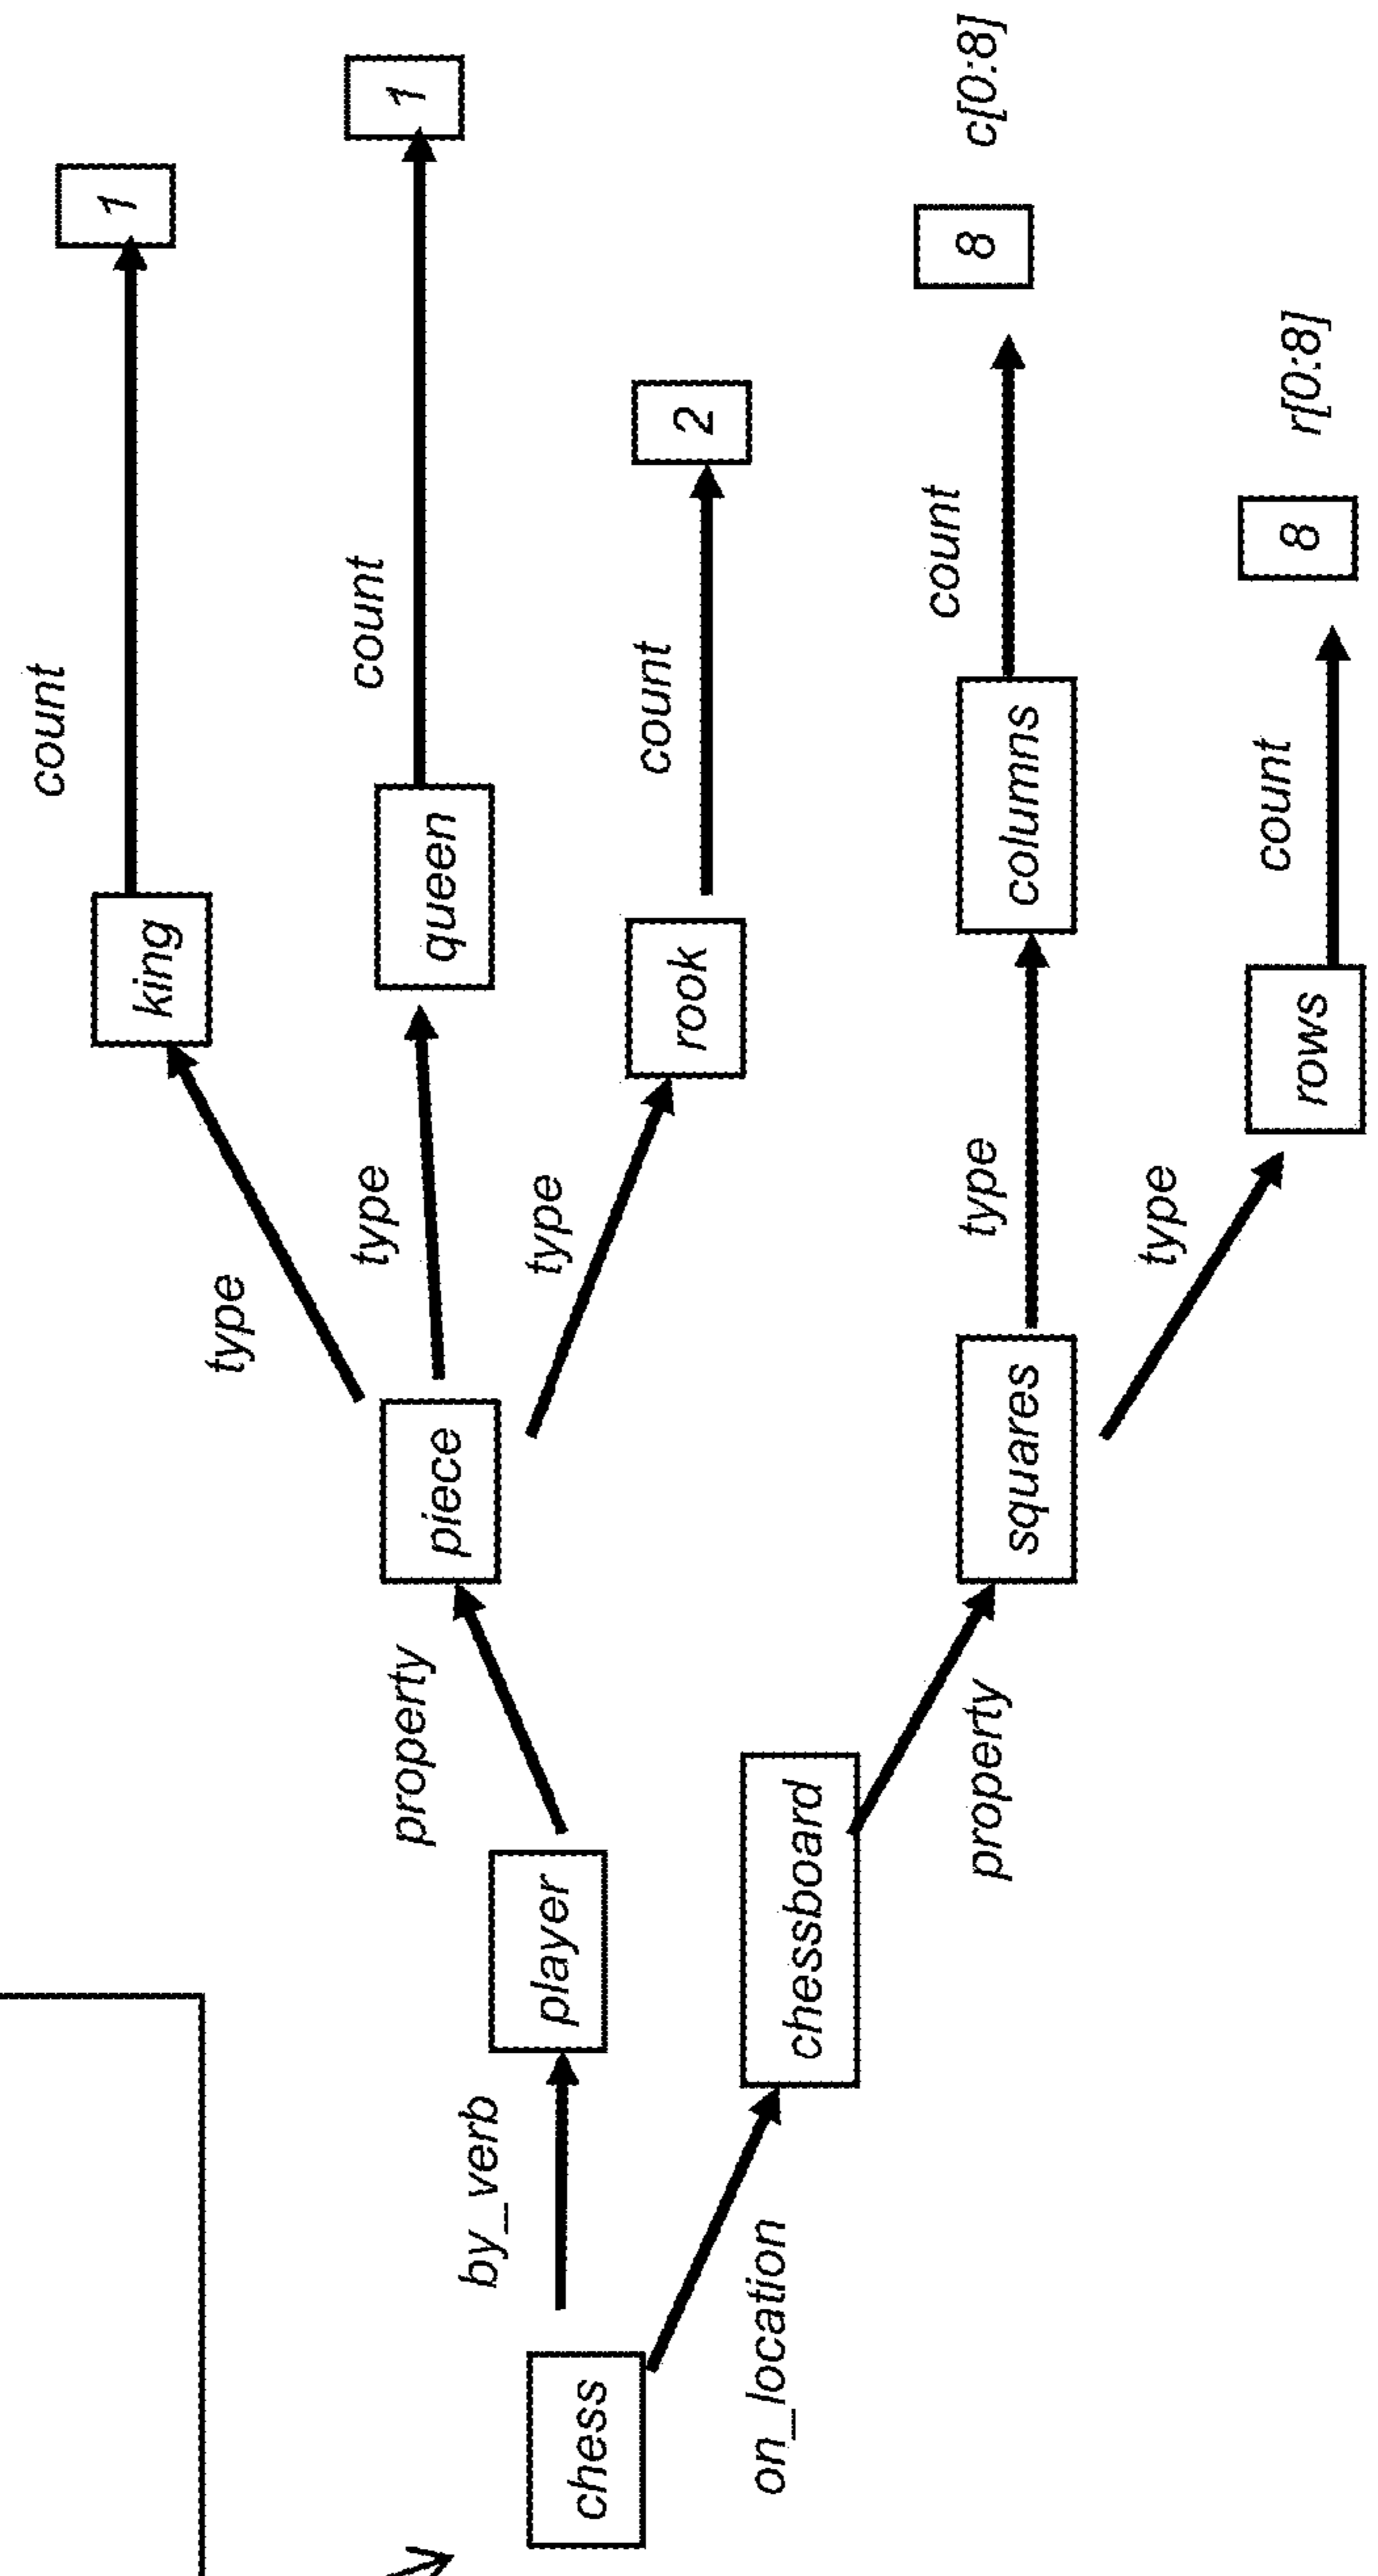 chess
by_verb
on_location
player
chessboard
property
property
piece
squares
type
type
type
type
type
king
queen
rook
columns
rows
count
count
count
count
count
1
1
2
8
c[0:8]
8
r[0:8]